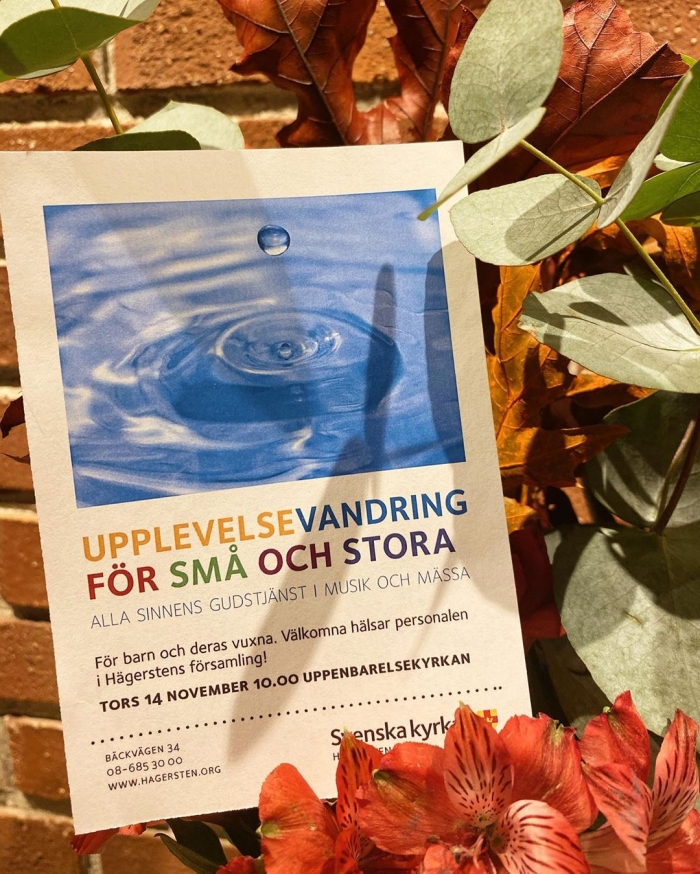 UPPLEVELSEVANDRING
FÖR SMÅ OCH STORA
ALLA SINNENS GUDSTJÄNST I MUSIK OCH MÄSSA
För barn och deras vuxna. Välkomna hälsar personalen
i Hägerstens församling!
TORS 14 NOVEMBER 10.00 UPPENBARELSEKYRKAN
BÄCKVÄGEN 34
08-685 30 00
WWW.HAGERSTEN.ORG
Svenska